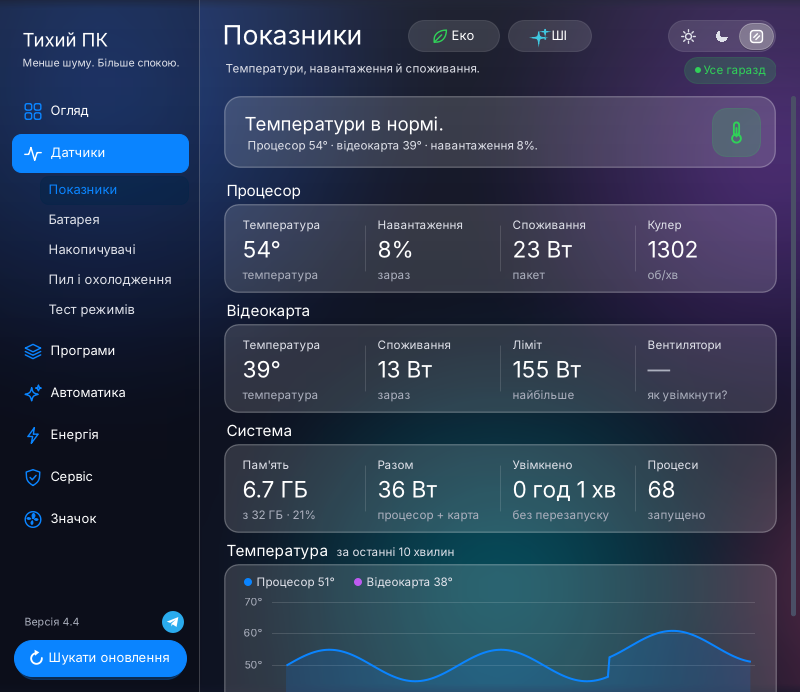 Тихий ПК
Менше шуму. Більше спокою.
Огляд
Датчики
Показники
Батарея
Накопичувачі
Пил і охолодження
Тест режимів
Програми
Автоматика
Енергія
Сервіс
Значок
Версія 4.4
Шукати оновлення
Показники
Еко
ШІ
Температури, навантаження й споживання.
Усе гаразд
Температури в нормі.
Процесор 54° · відеокарта 39° · навантаження 8%.
Процесор
Температура Навантаження Споживання Кулер
54° 8% 23 Вт 1302
температура зараз пакет об/хв
Відеокарта
Температура Споживання Ліміт Вентилятори
39° 13 Вт 155 Вт —
температура зараз найбільше як увімкнути?
Система
Пам'ять Разом Увімкнено Процеси
6.7 ГБ 36 Вт 0 год 1 хв 68
з 32 ГБ · 21% процесор + карта без перезапуску запущено
Температура за останні 10 хвилин
Процесор 51° Відеокарта 38°
70°
60°
50°